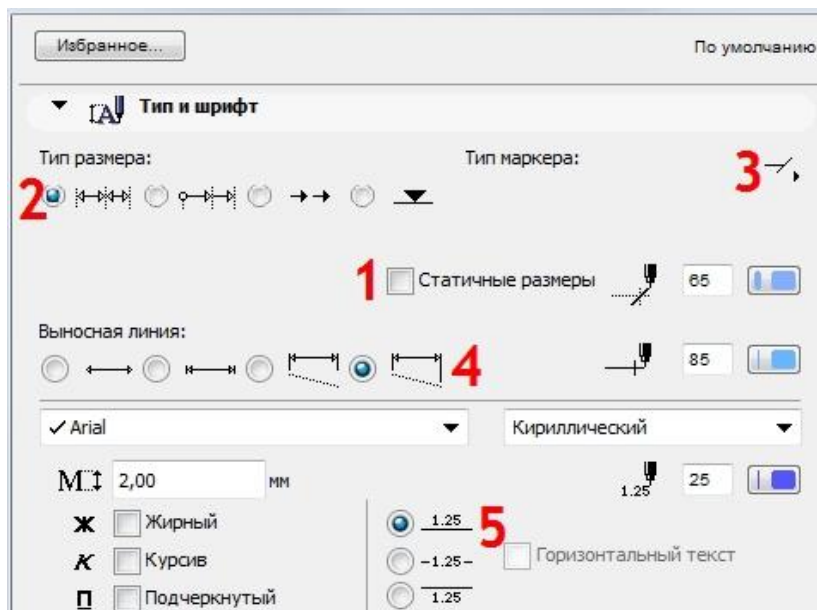 Избранное...
По умолчанию
Тип и шрифт
Тип размера:
Тип маркера:
2
3
1
Статичные размеры
65
Выносная линия:
4
85
✓ Arial
Кириллический
М
2,00
мм
1.25
25
Ж
Жирный
1.25
5
К
Курсив
-1.25-
Горизонтальный текст
П
Подчеркнутый
1.25